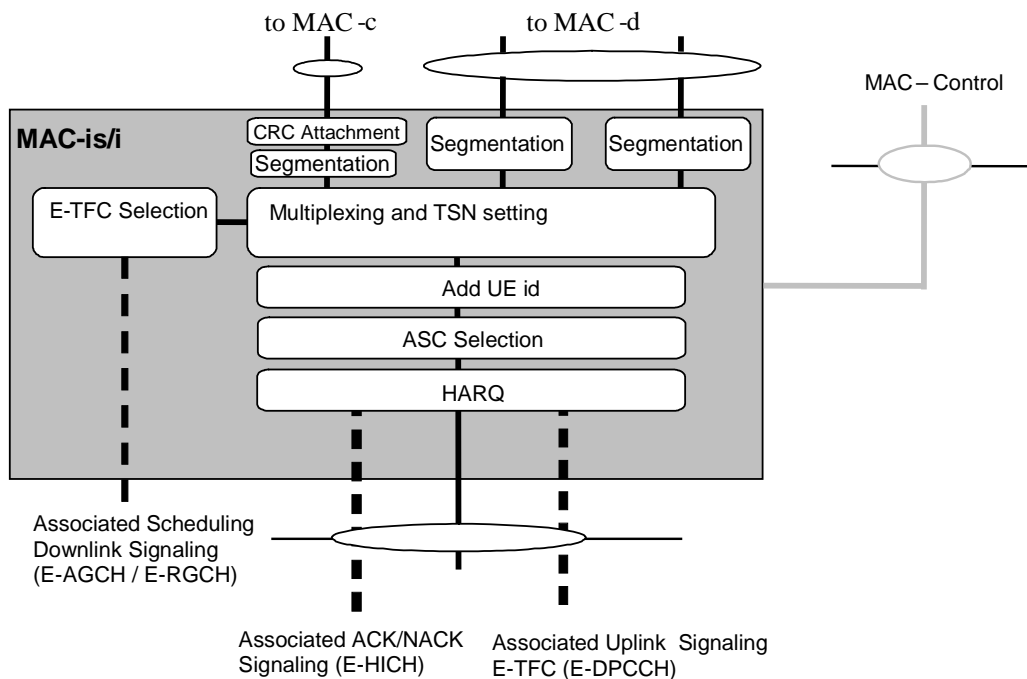 to MAC -c
to MAC -d
MAC – Control
MAC-is/i
CRC Attachment
Segmentation
Segmentation
Segmentation
E-TFC Selection
Multiplexing and TSN setting
Add UE id
ASC Selection
HARQ
Associated Scheduling
Downlink Signaling
(E-AGCH / E-RGCH)
Associated ACK/NACK
Signaling (E-HICH)
Associated Uplink Signaling
E-TFC (E-DPCCH)